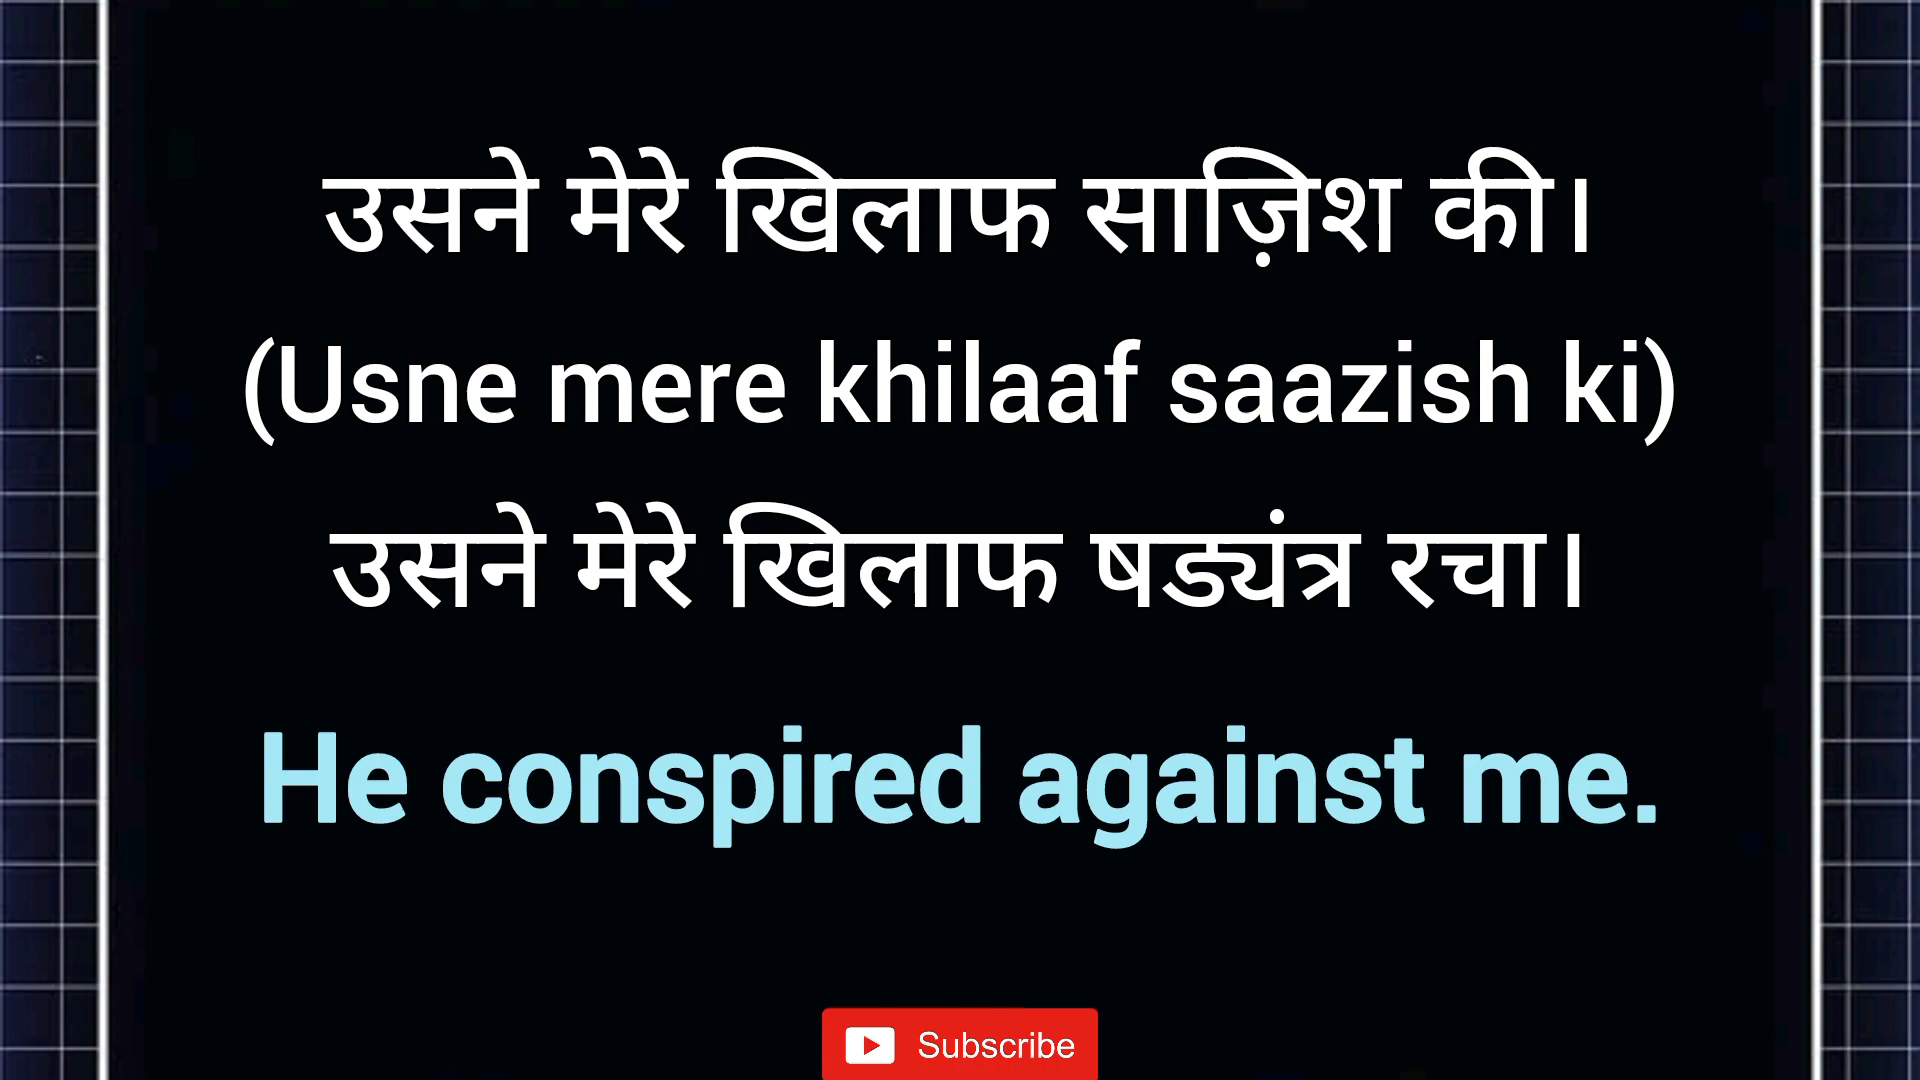 उसने मेरे खिलाफ साज़िश की।
(Usne mere khilaaf saazish ki)
उसने मेरे खिलाफ षड्यंत्र रचा।
He conspired against me.
Subscribe